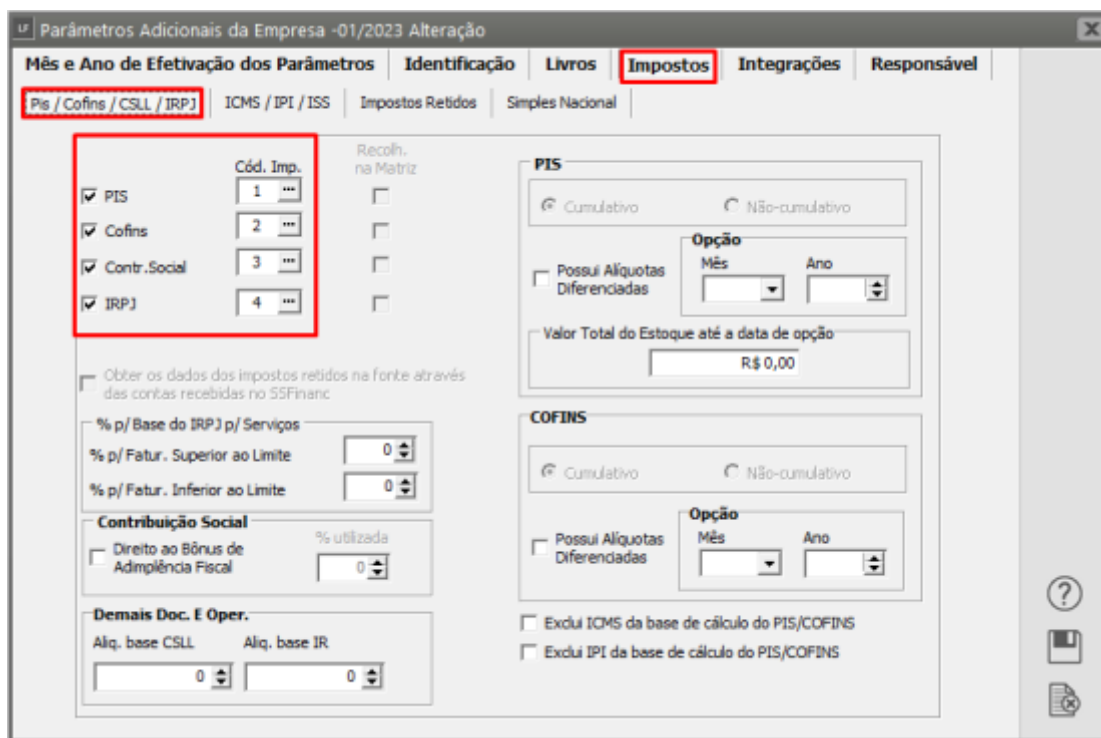 LF Parâmetros Adicionais da Empresa -01/2023 Alteração
Mês e Ano de Efetivação dos Parâmetros Identificação Livros Impostos Integrações Responsável
Pis / Cofins / CSLL / IRPJ ICMS / IPI / ISS Impostos Retidos Simples Nacional
Cód. Imp.
Recolh.
na Matriz
PIS 1 ...
Cofins 2 ...
Contr.Social 3 ...
IRPJ 4 ...
Obter os dados dos impostos retidos na fonte através
das contas recebidas no SSFinanc
% p/ Base do IRPJ p/ Serviços
% p/ Fatur. Superior ao Limite 0
% p/ Fatur. Inferior ao Limite 0
Contribuição Social
Direito ao Bônus de
Adimplência Fiscal
% utilizada
0
Demais Doc. E Oper.
Aliq. base CSLL Aliq. base IR
0 0
PIS
Cumulativo Não-cumulativo
Possui Alíquotas
Diferenciadas
Opção
Mês Ano
Valor Total do Estoque até a data de opção
R$ 0,00
COFINS
Cumulativo Não-cumulativo
Possui Alíquotas
Diferenciadas
Opção
Mês Ano
Exclui ICMS da base de cálculo do PIS/COFINS
Exclui IPI da base de cálculo do PIS/COFINS
?